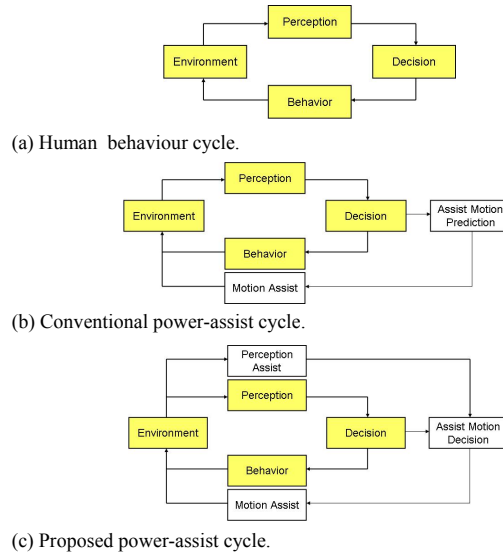 Perception
Environment
Decision
Behavior
(a) Human behaviour cycle.
Perception
Environment
Decision
Assist Motion
Prediction
Behavior
Motion Assist
(b) Conventional power-assist cycle.
Perception
Assist
Perception
Environment
Decision
Assist Motion
Decision
Behavior
Motion Assist
(c) Proposed power-assist cycle.